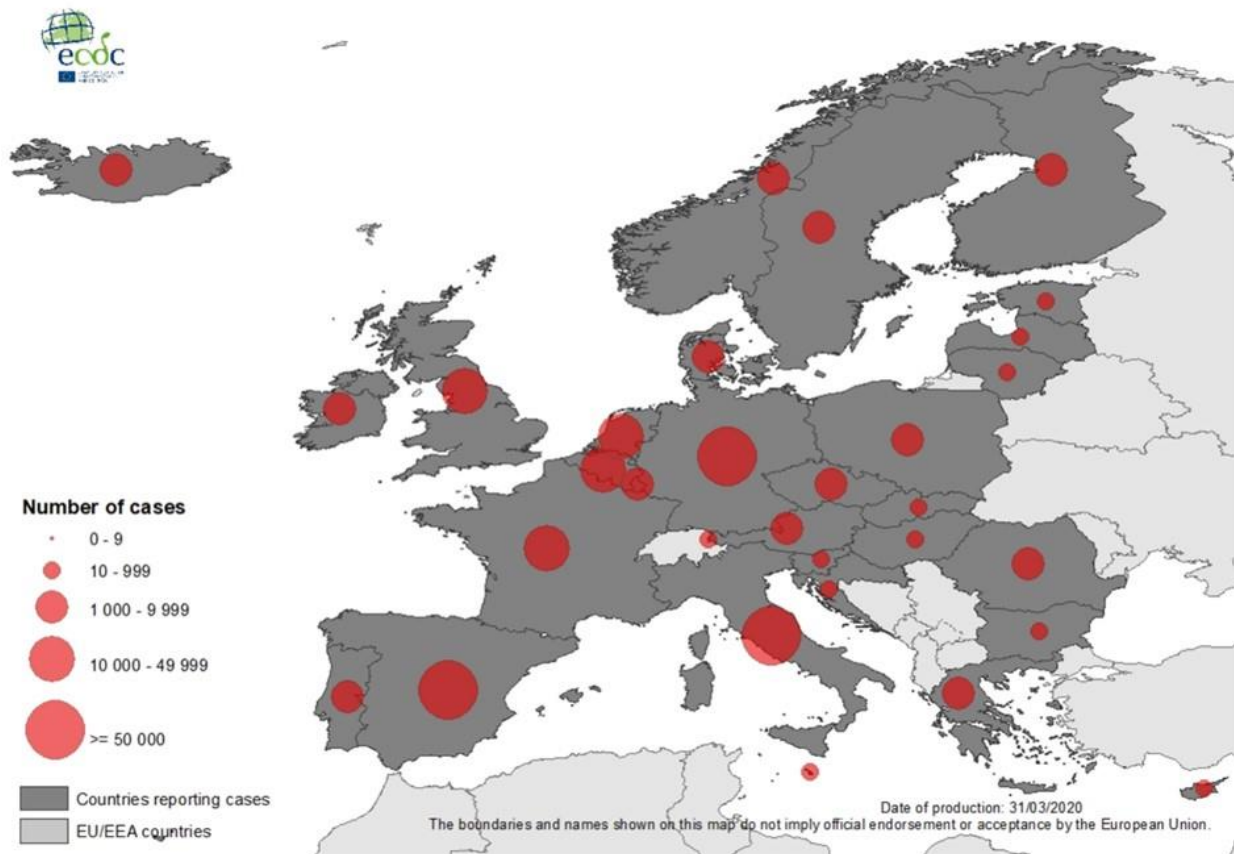 ecdc
Number of cases
0 - 9
10 - 999
1 000 - 9 999
10 000 - 49 999
>= 50 000
Countries reporting cases
EU/EEA countries
Date of production: 31/03/2020
The boundaries and names shown on this map do not imply official endorsement or acceptance by the European Union.